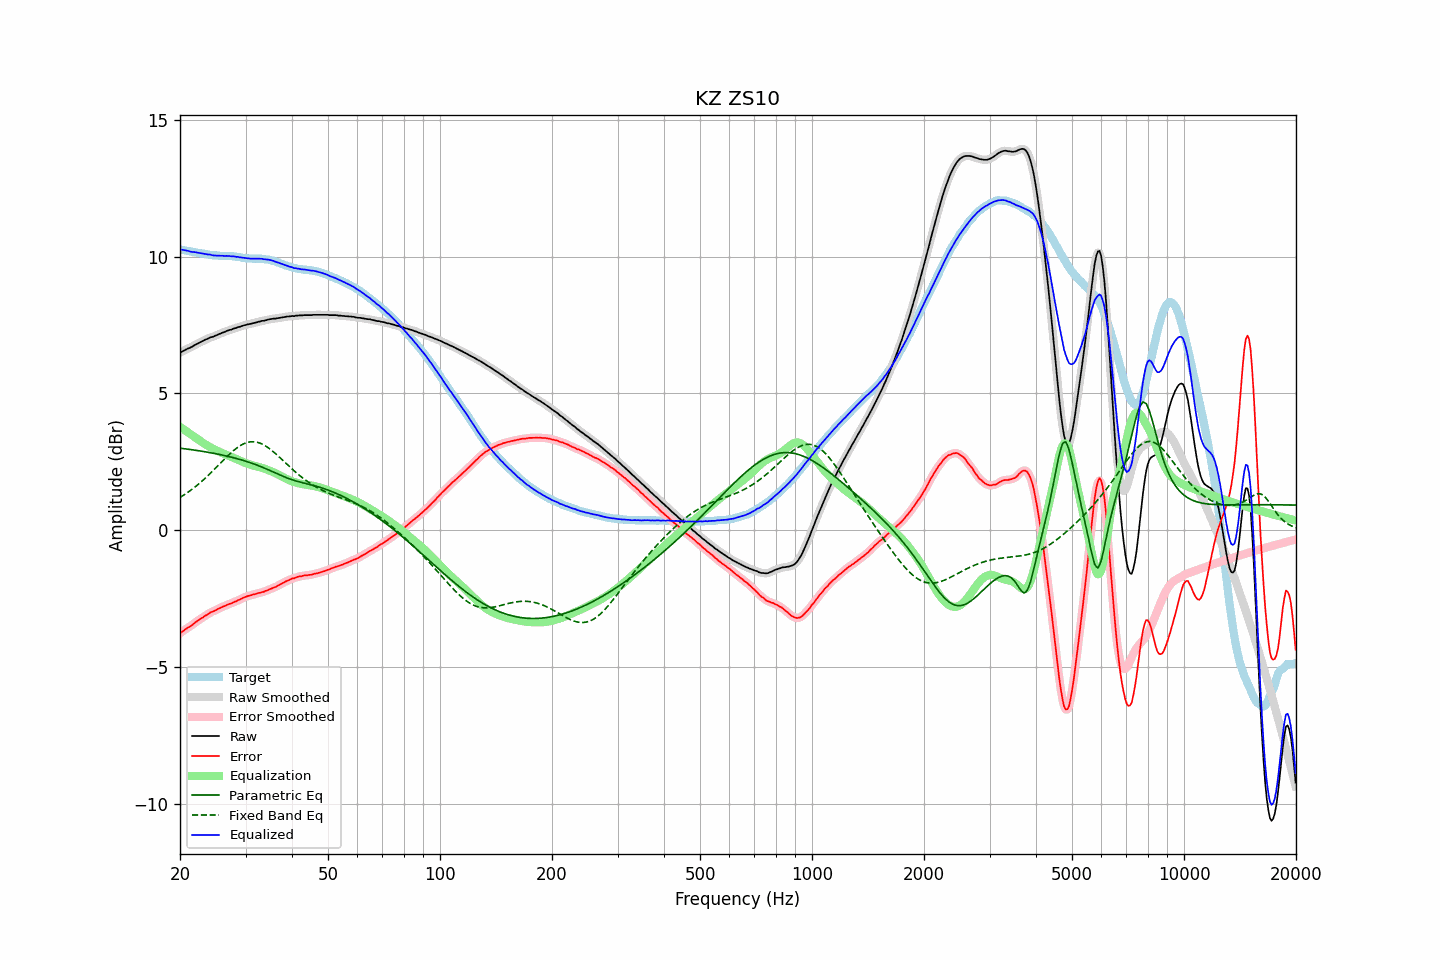 KZ ZS10
Amplitude (dBr)
15
10
5
0
−5
−10
Target
Raw Smoothed
Error Smoothed
Raw
Error
Equalization
Parametric Eq
Fixed Band Eq
Equalized
20 50 100 200 500 1000 2000 5000 10000 20000
Frequency (Hz)